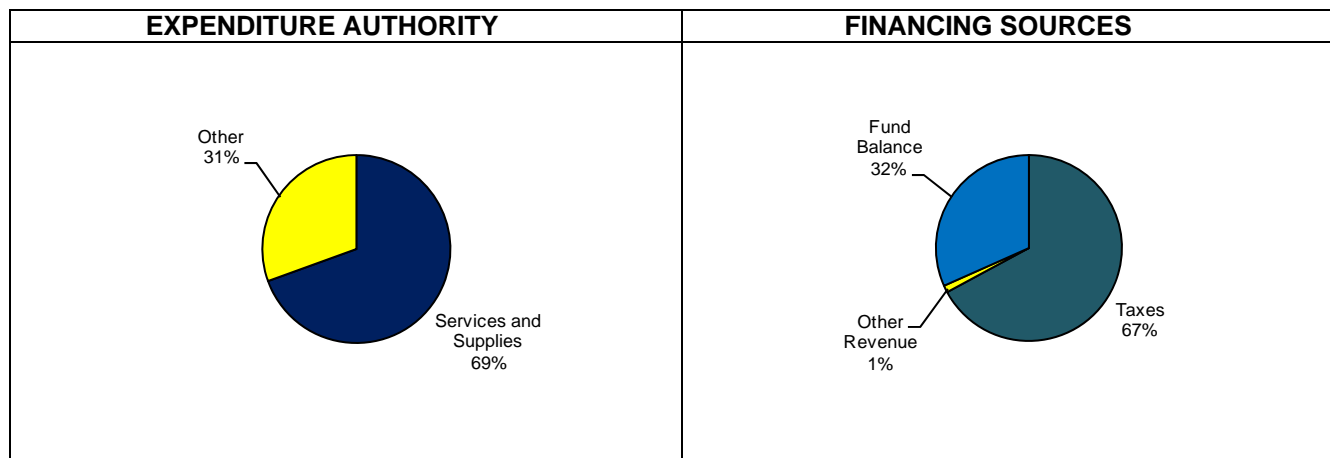 EXPENDITURE AUTHORITY
FINANCING SOURCES
Other
31%
Services and
Supplies
69%
Fund
Balance
32%
Other
Revenue
1%
Taxes
67%